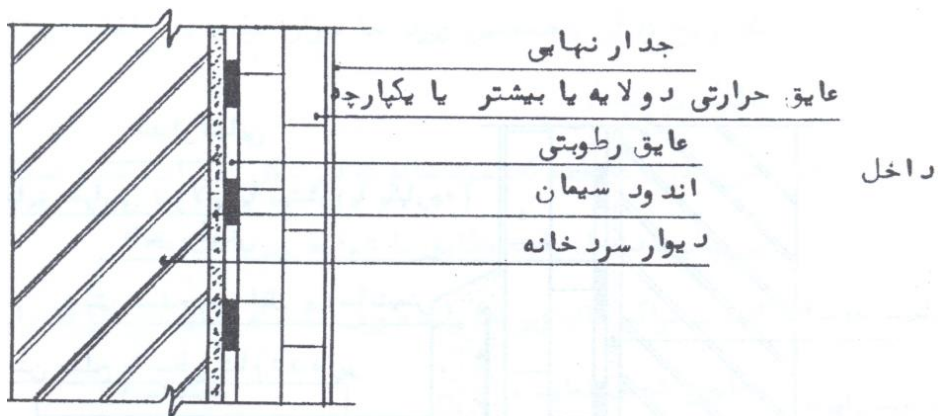 جدار نهایی
عایق حرارتی دولایه یا بیشتر یا یکپارچه
عایق رطوبتی
داخل
اندود سیمان
دیوار سردخانه